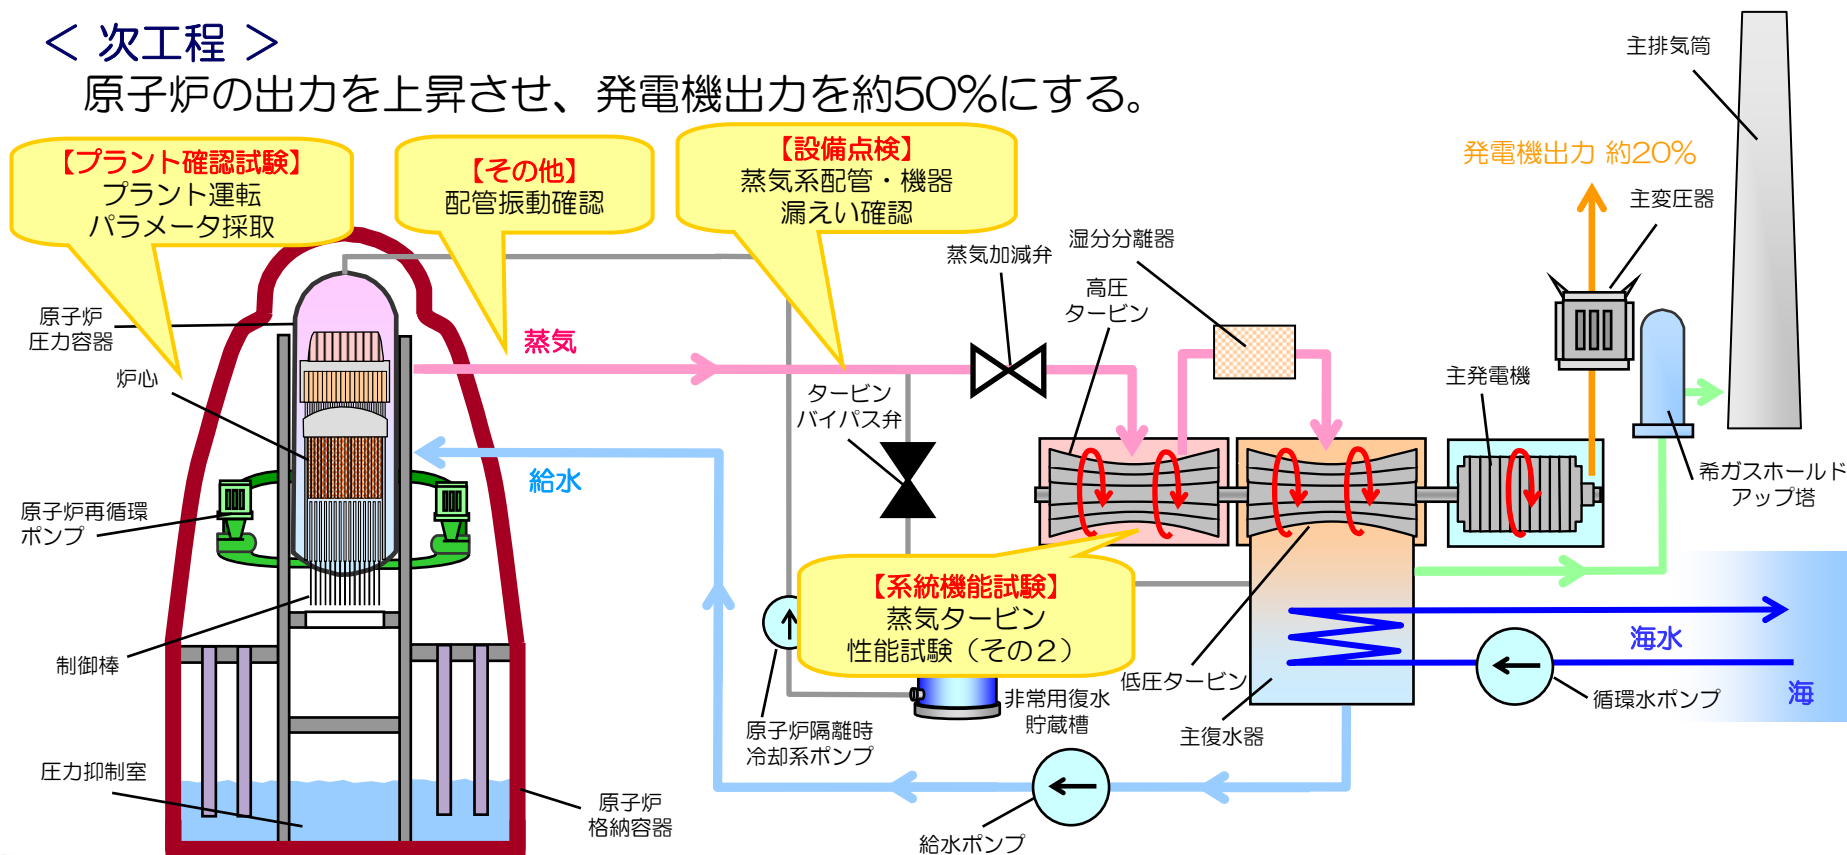 ＜ 次工程 ＞
原子炉の出力を上昇させ、発電機出力を約50％にする。
【プラント確認試験】
プラント運転
パラメータ採取
【その他】
配管振動確認
【設備点検】
蒸気系配管・機器
漏えい確認
主排気筒
発電機出力 約20％
主変圧器
湿分分離器
蒸気加減弁
高圧
タービン
原子炉
圧力容器
蒸気
炉心
タービン
バイパス弁
主発電機
給水
希ガスホールド
アップ塔
原子炉再循環
ポンプ
【系統機能試験】
蒸気タービン
性能試験（その２）
海水
制御棒
低圧タービン
海
非常用復水
貯蔵槽
循環水ポンプ
原子炉隔離時
冷却系ポンプ
主復水器
圧力抑制室
原子炉
格納容器
給水ポンプ